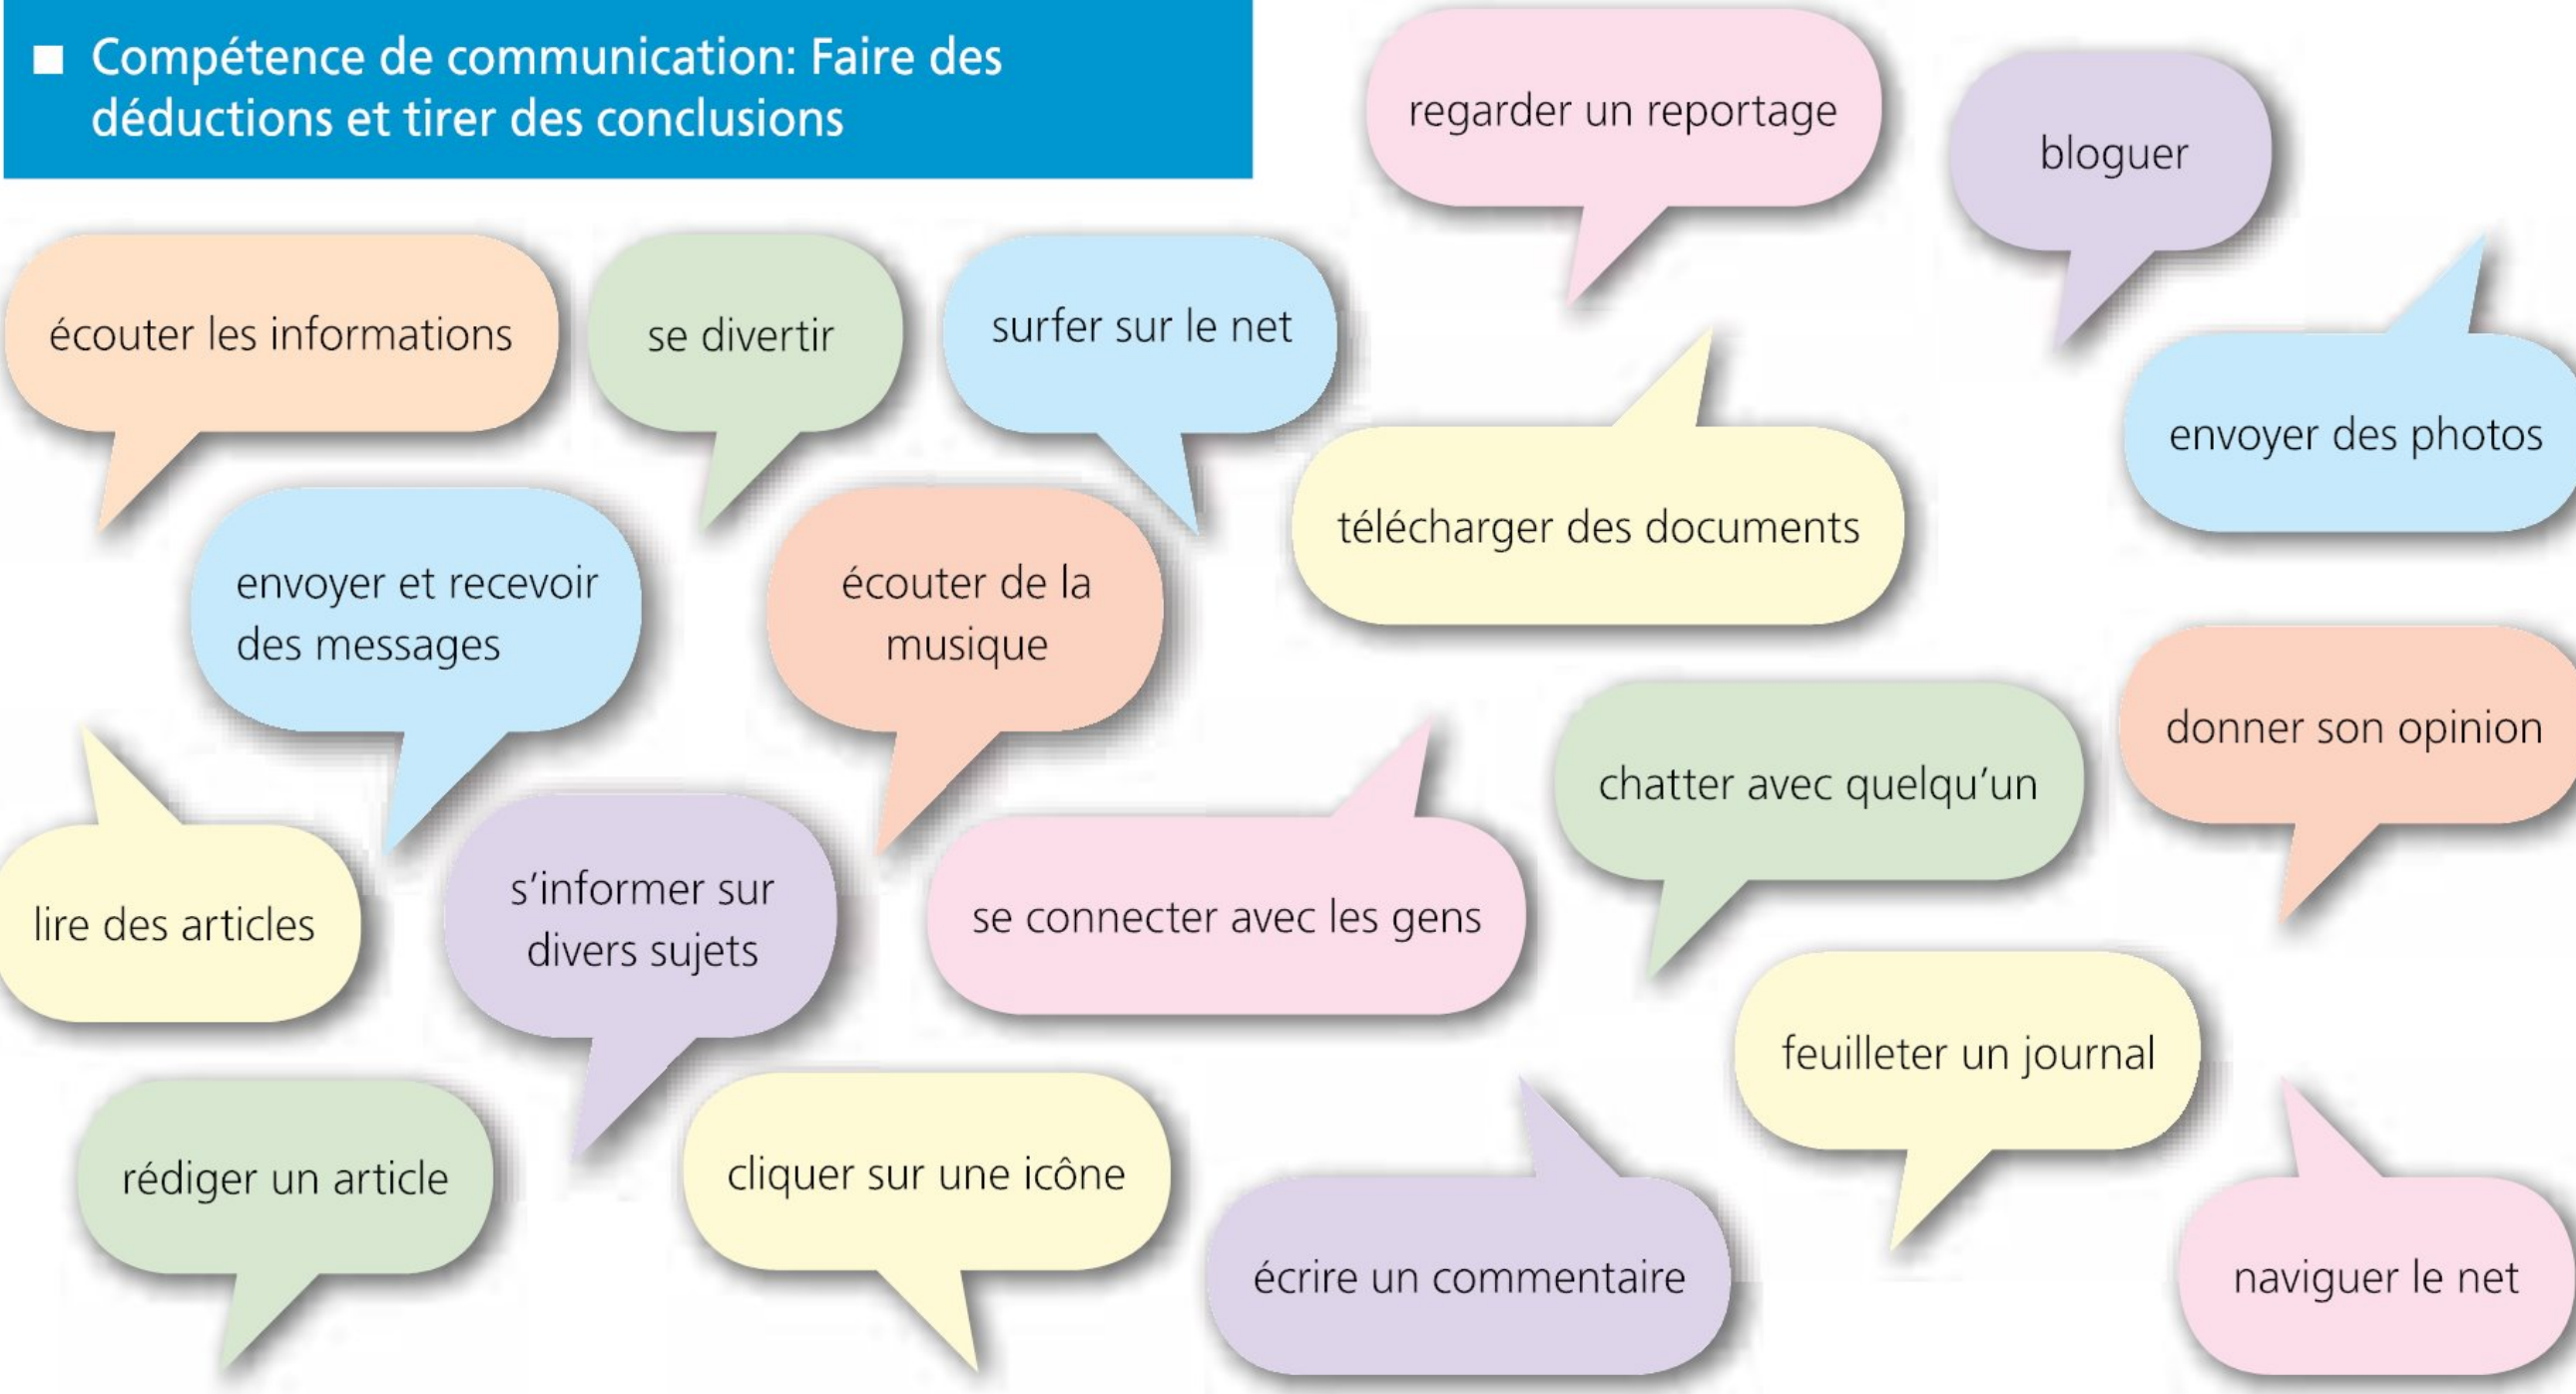 ■ Compétence de communication: Faire des
déductions et tirer des conclusions
regarder un reportage
bloguer
écouter les informations
se divertir
surfer sur le net
envoyer des photos
télécharger des documents
envoyer et recevoir
des messages
écouter de la
musique
donner son opinion
chatter avec quelqu'un
lire des articles
s'informer sur
divers sujets
se connecter avec les gens
feuilleter un journal
rédiger un article
cliquer sur une icône
écrire un commentaire
naviguer le net